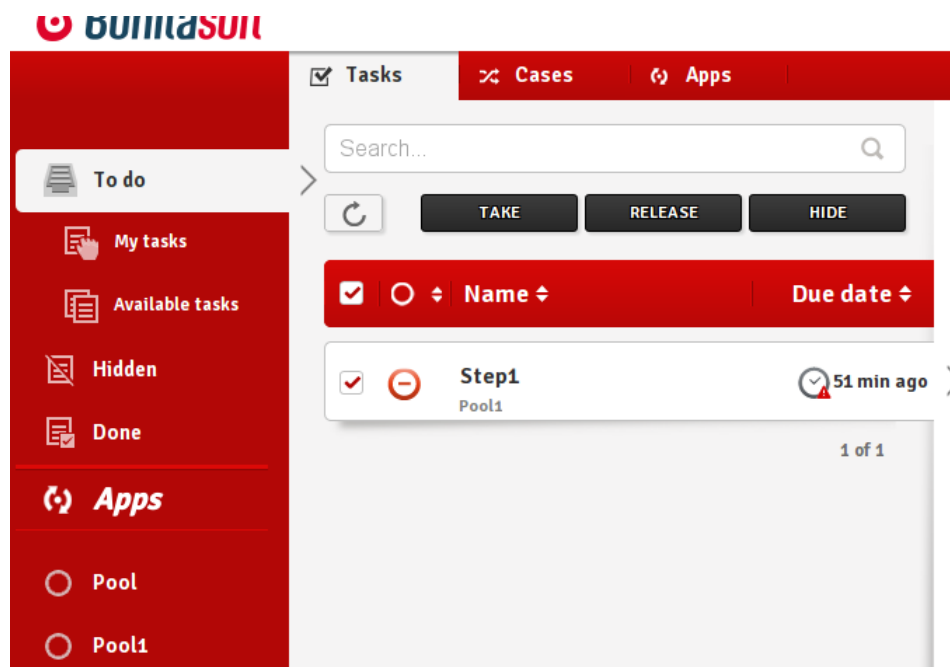 Bonitasoft
Tasks
Cases
Apps
Search...
To do
TAKE
RELEASE
HIDE
My tasks
Available tasks
Name
Due date
Hidden
Step1
51 min ago
Pool1
Done
1 of 1
Apps
Pool
Pool1